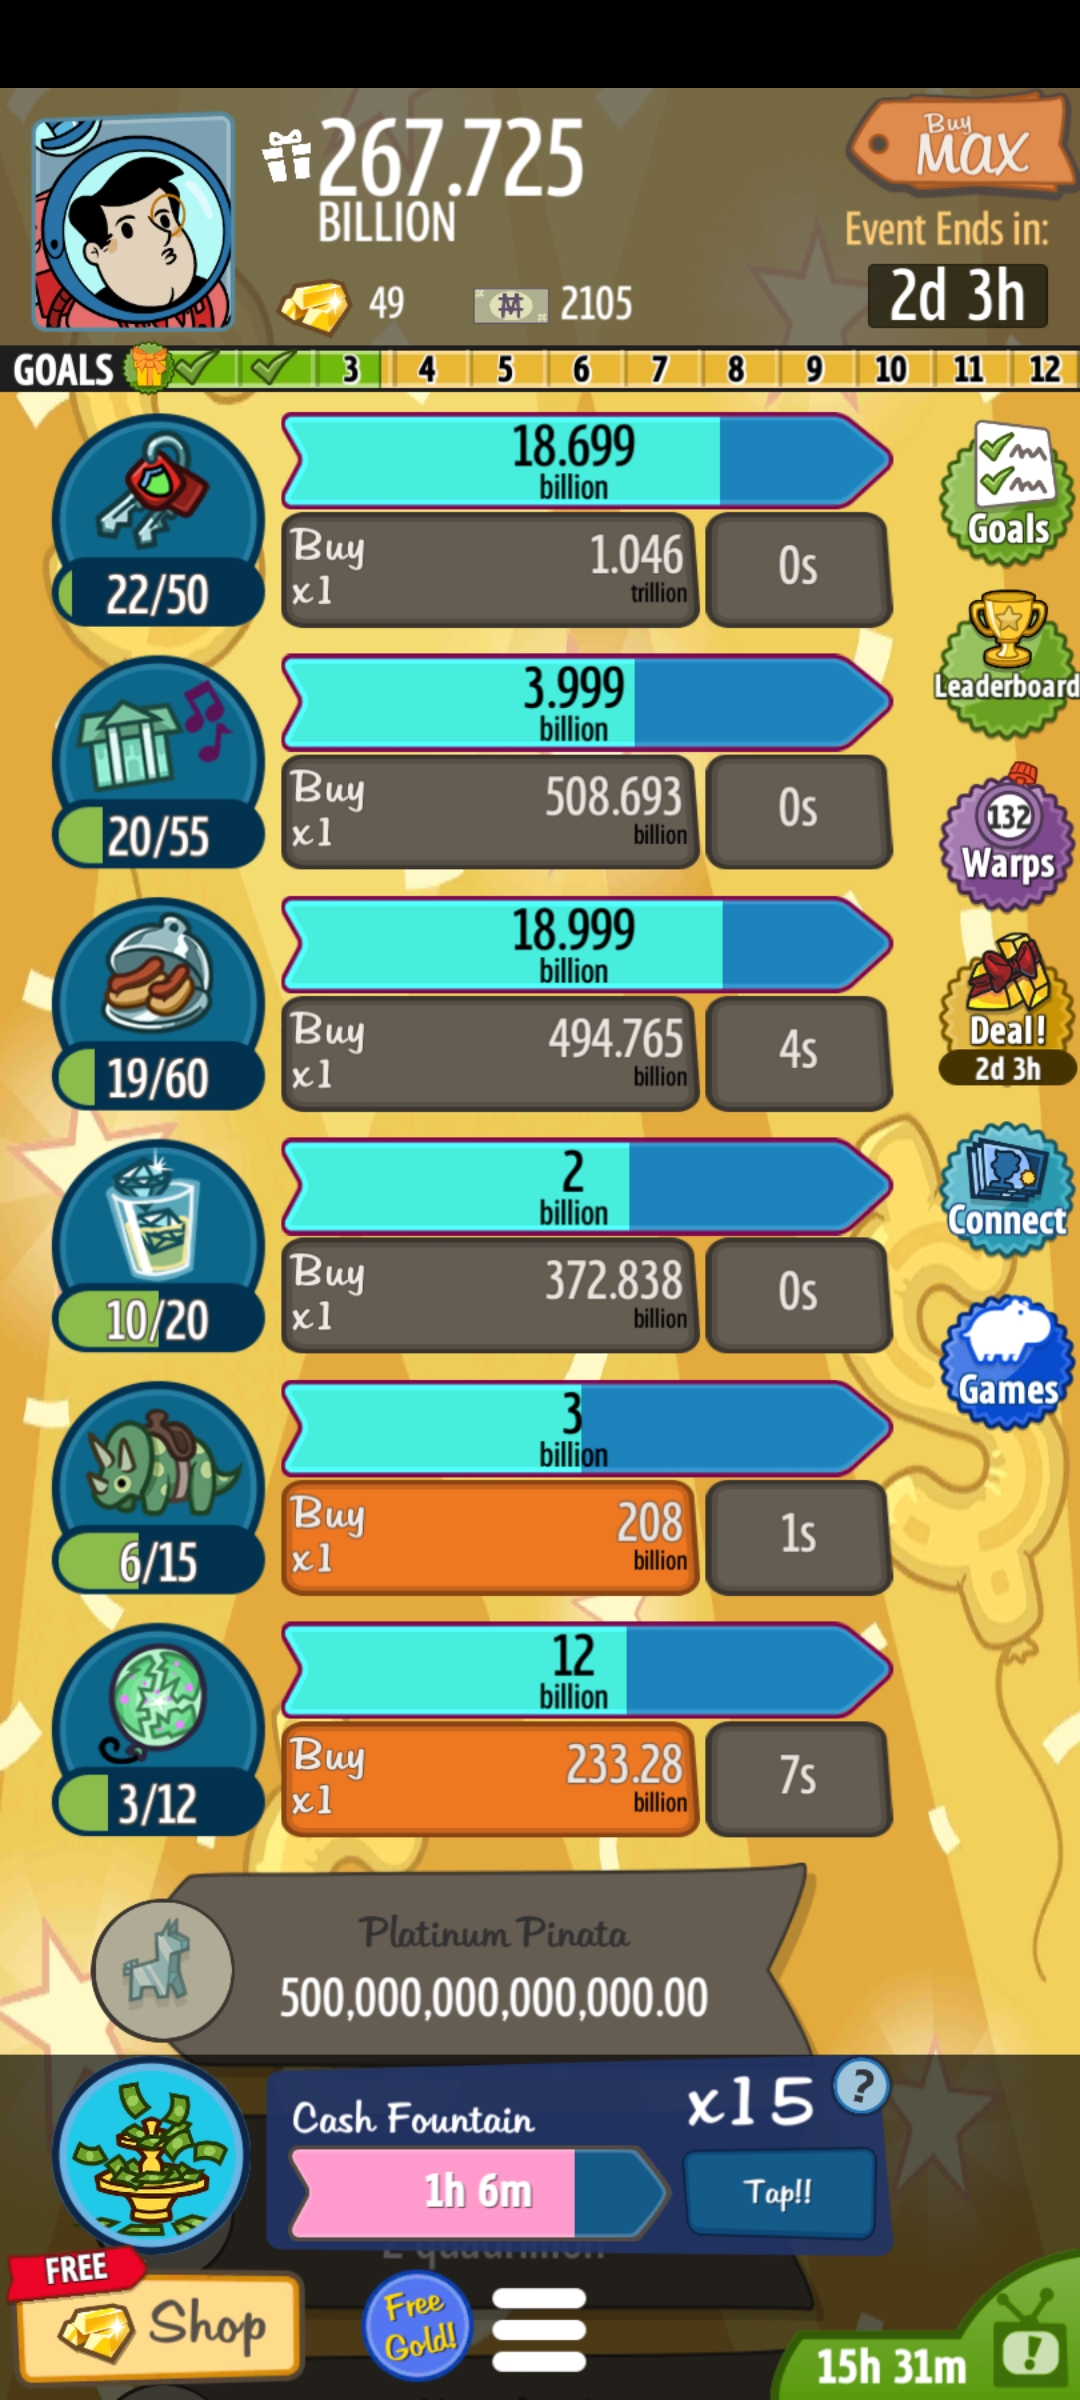 267.725
BILLION
Buy
MAX
Event Ends in:
2d 3h
49
2105
GOALS
3
4
5
6
7
8
9
10
11
12
18.699
billion
Buy
x1
1.046
trillion
0s
22/50
Goals
3.999
billion
Buy
x1
508.693
billion
0s
20/55
Leaderboard
132
Warps
18.999
billion
Buy
x1
494.765
billion
4s
19/60
Deal!
2d 3h
2
billion
Buy
x1
372.838
billion
0s
10/20
Connect
3
billion
Buy
x1
208
billion
1s
6/15
Games
12
billion
Buy
x1
233.28
billion
7s
3/12
Platinum Pinata
500,000,000,000,000.00
Cash Fountain
x15
?
1h 6m
Tap!!
2 quadrillion
FREE
Shop
Free
Gold!
15h 31m
!